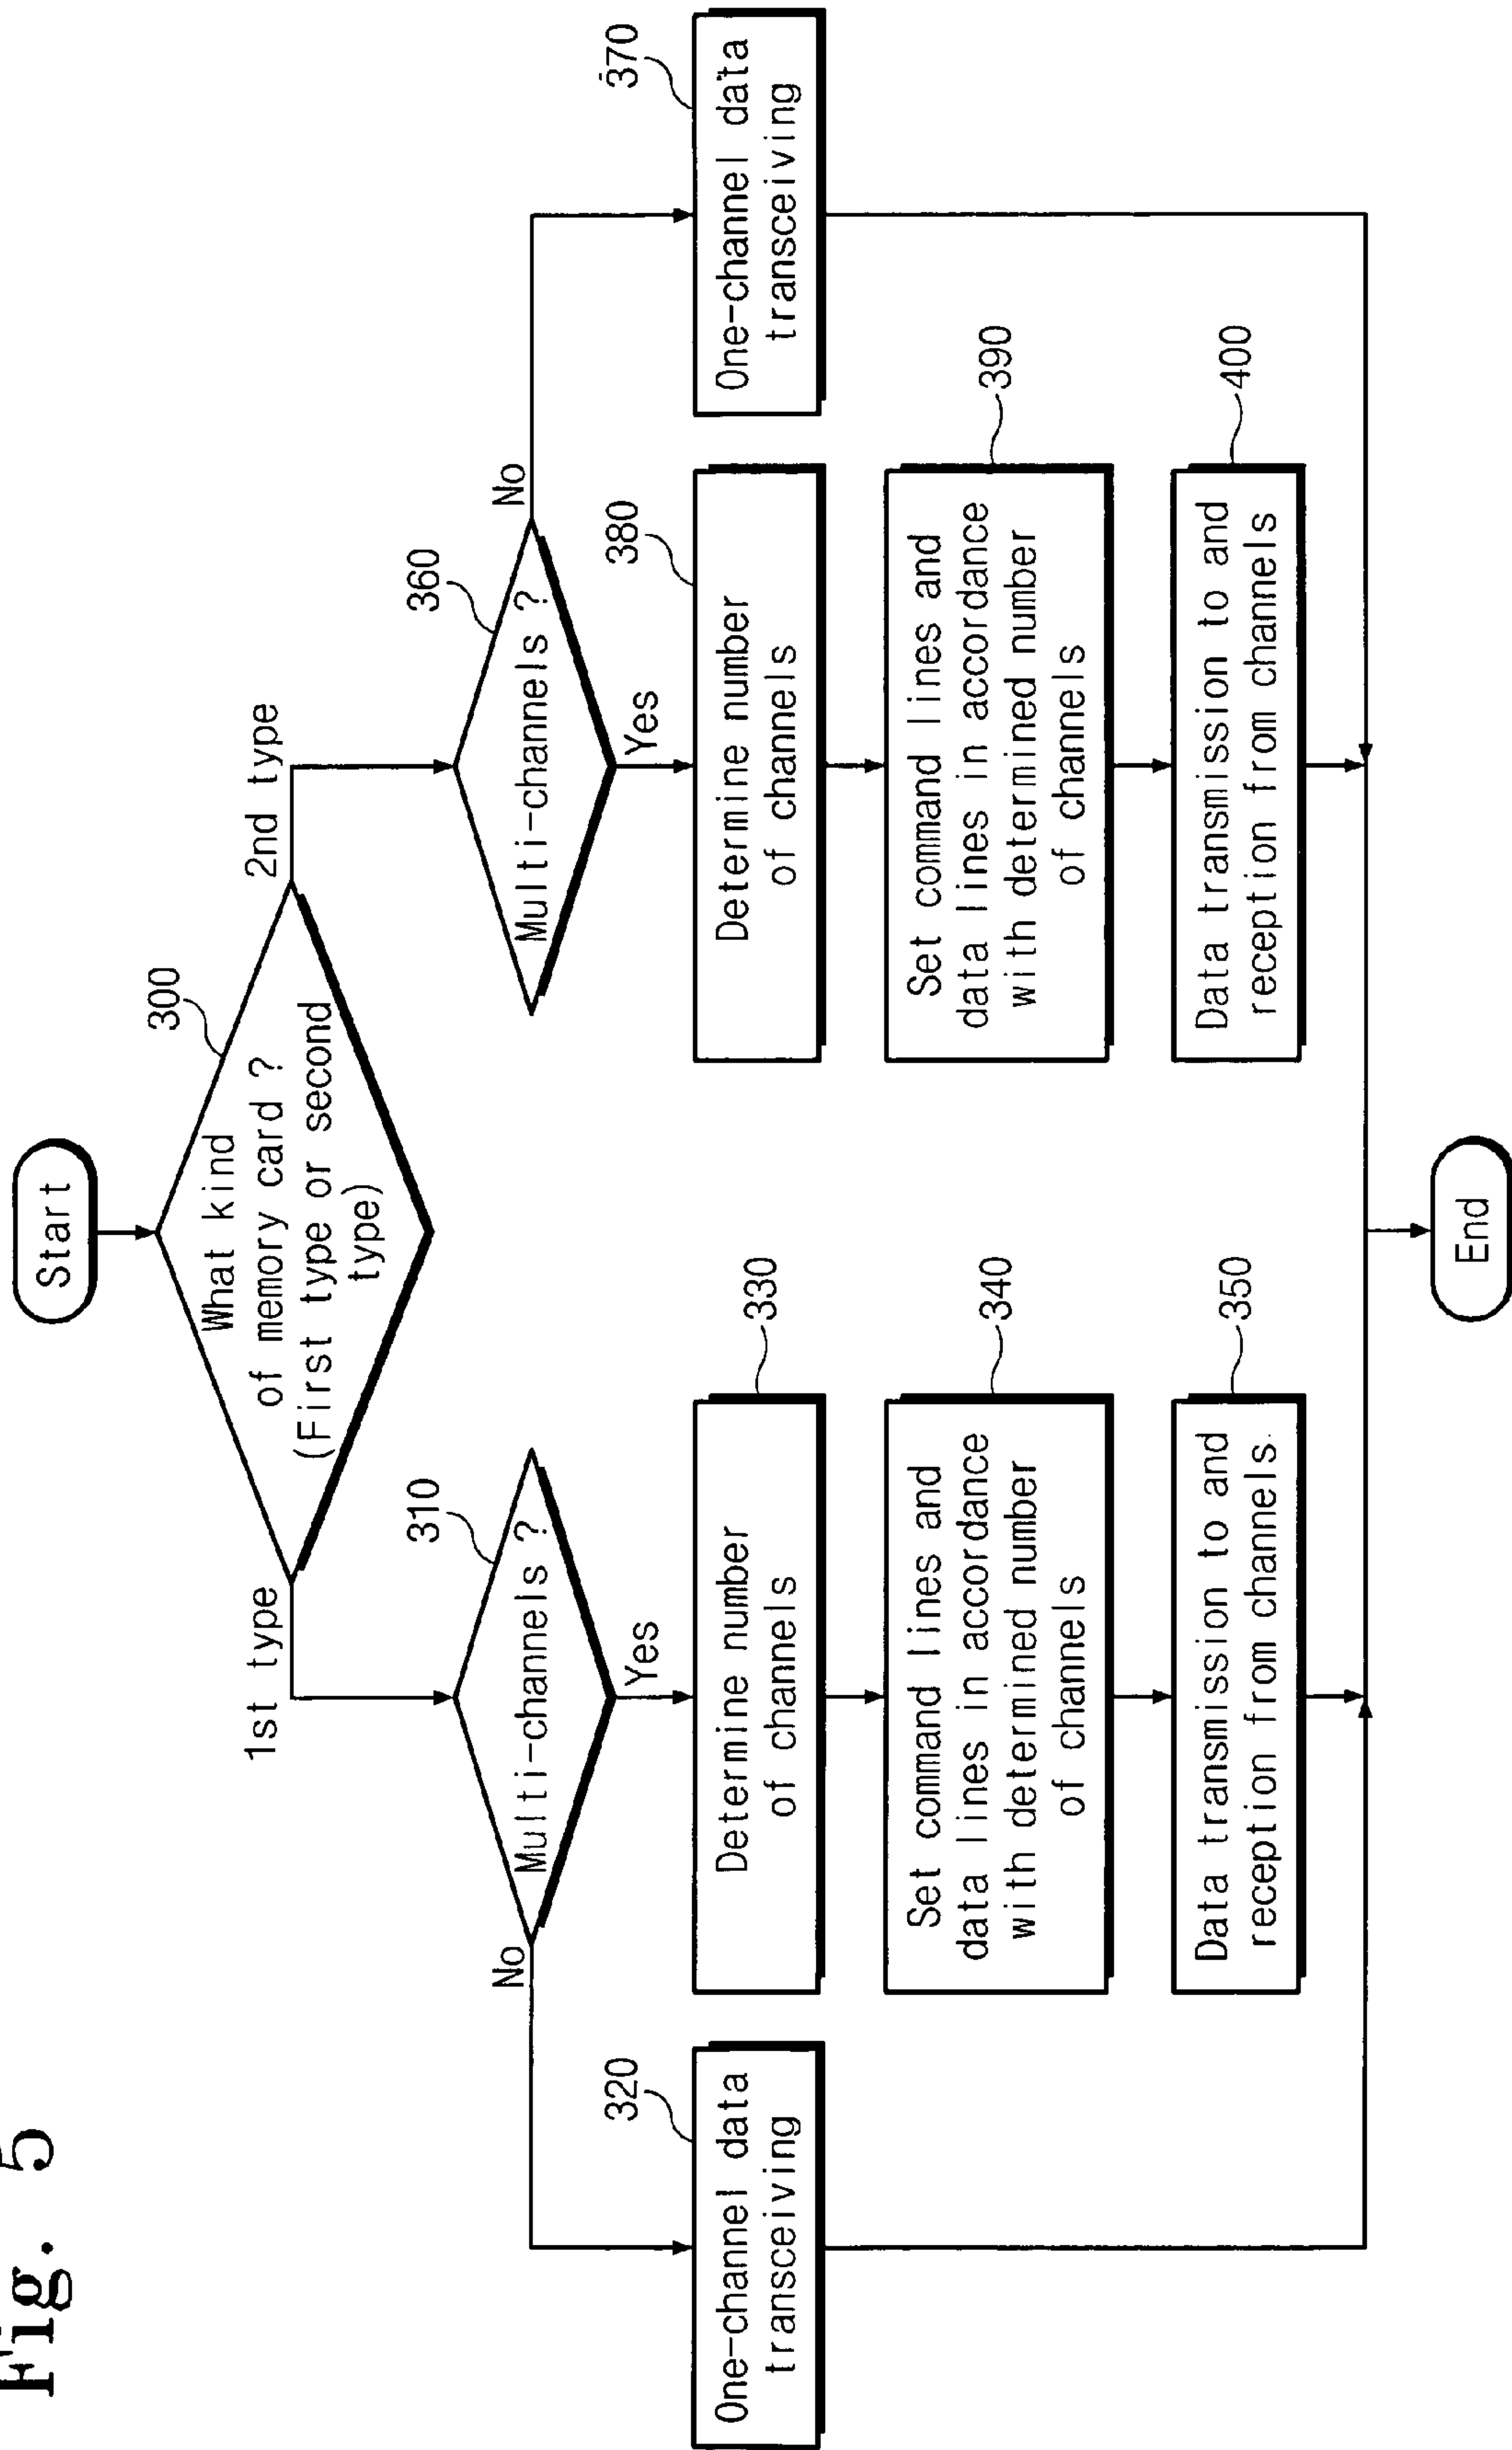 Fig. 5
Start
300
What kind
of memory card ?
(First type or second
type)
1st type
2nd type
310
Multi-channels ?
No
Yes
360
Multi-channels ?
Yes
No
320
One-channel data
transceiving
330
Determine number
of channels
380
Determine number
of channels
370
One-channel data
transceiving
340
Set command lines and
data lines in accordance
with determined number
of channels
390
Set command lines and
data lines in accordance
with determined number
of channels
350
Data transmission to and
reception from channels
400
Data transmission to and
reception from channels
End